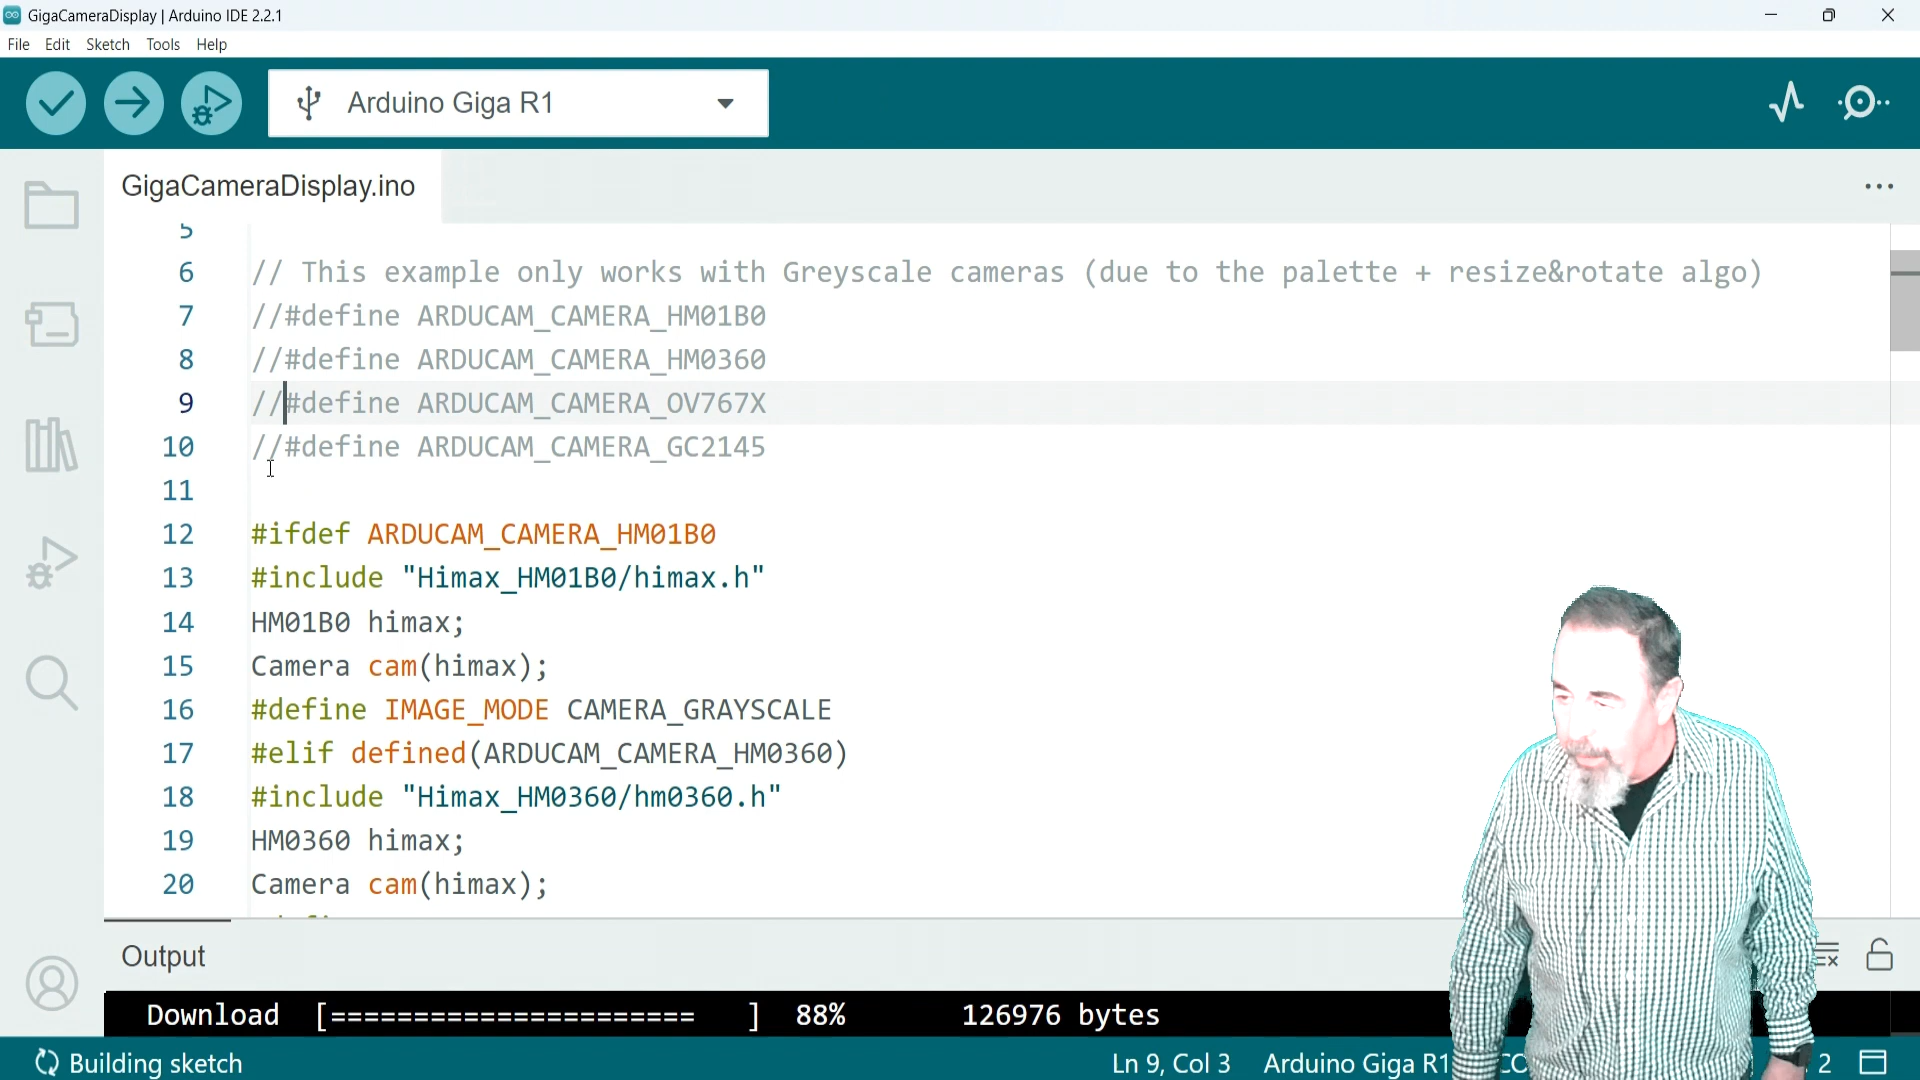 GigaCameraDisplay | Arduino IDE 2.2.1
File Edit Sketch Tools Help
Arduino Giga R1
GigaCameraDisplay.ino
5
6 // This example only works with Greyscale cameras (due to the palette + resize&rotate algo)
7 //#define ARDUCAM_CAMERA_HM01B0
8 //#define ARDUCAM_CAMERA_HM0360
9 //#define ARDUCAM_CAMERA_OV767X
10 //#define ARDUCAM_CAMERA_GC2145
11
12 #ifdef ARDUCAM_CAMERA_HM01B0
13 #include "Himax_HM01B0/himax.h"
14 HM01B0 himax;
15 Camera cam(himax);
16 #define IMAGE_MODE CAMERA_GRAYSCALE
17 #elif defined(ARDUCAM_CAMERA_HM0360)
18 #include "Himax_HM0360/hm0360.h"
19 HM0360 himax;
20 Camera cam(himax);
Output
Download [====================== ] 88% 126976 bytes
Building sketch Ln 9, Col 3 Arduino Giga R1 2